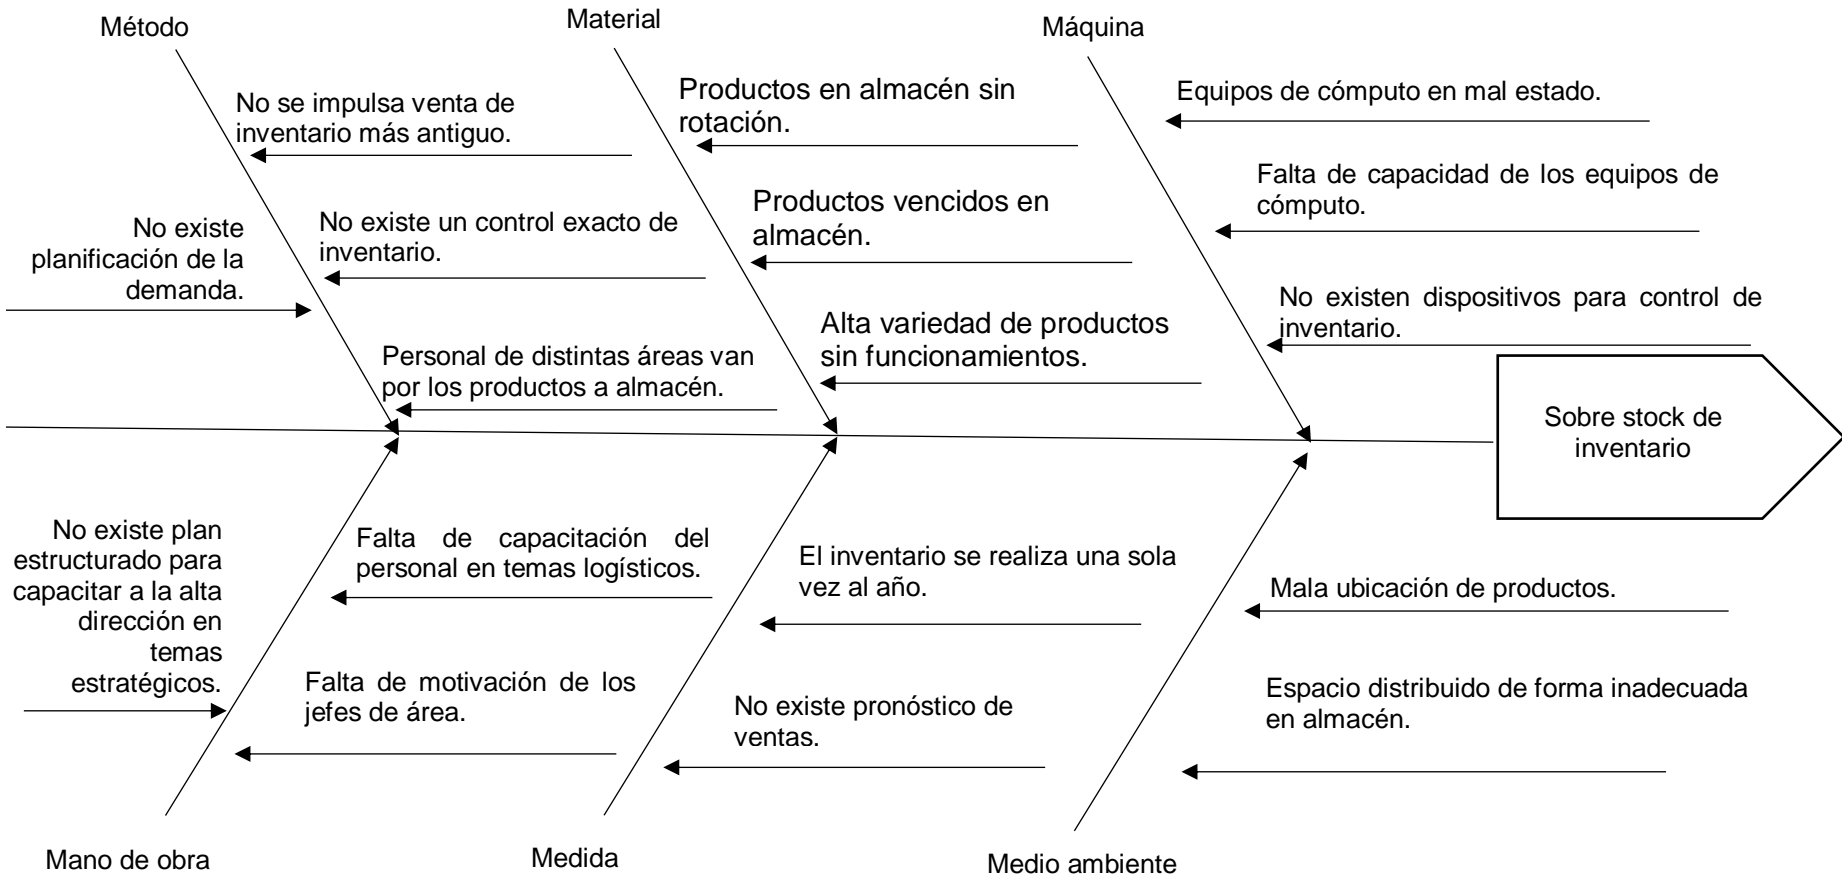 Método
Material
Máquina
No se impulsa venta de
inventario más antiguo.
Productos en almacén sin
rotación.
Equipos de cómputo en mal estado.
No existe
planificación de la
demanda.
No existe un control exacto de
inventario.
Productos vencidos en
almacén.
Falta de capacidad de los equipos de
cómputo.
Personal de distintas áreas van
por los productos a almacén.
Alta variedad de productos
sin funcionamientos.
No existen dispositivos para control de
inventario.
Sobre stock de
inventario
No existe plan
estructurado para
capacitar a la alta
dirección en
temas
estratégicos.
Falta de capacitación del
personal en temas logísticos.
El inventario se realiza una sola
vez al año.
Mala ubicación de productos.
Falta de motivación de los
jefes de área.
No existe pronóstico de
ventas.
Espacio distribuido de forma inadecuada
en almacén.
Mano de obra
Medida
Medio ambiente